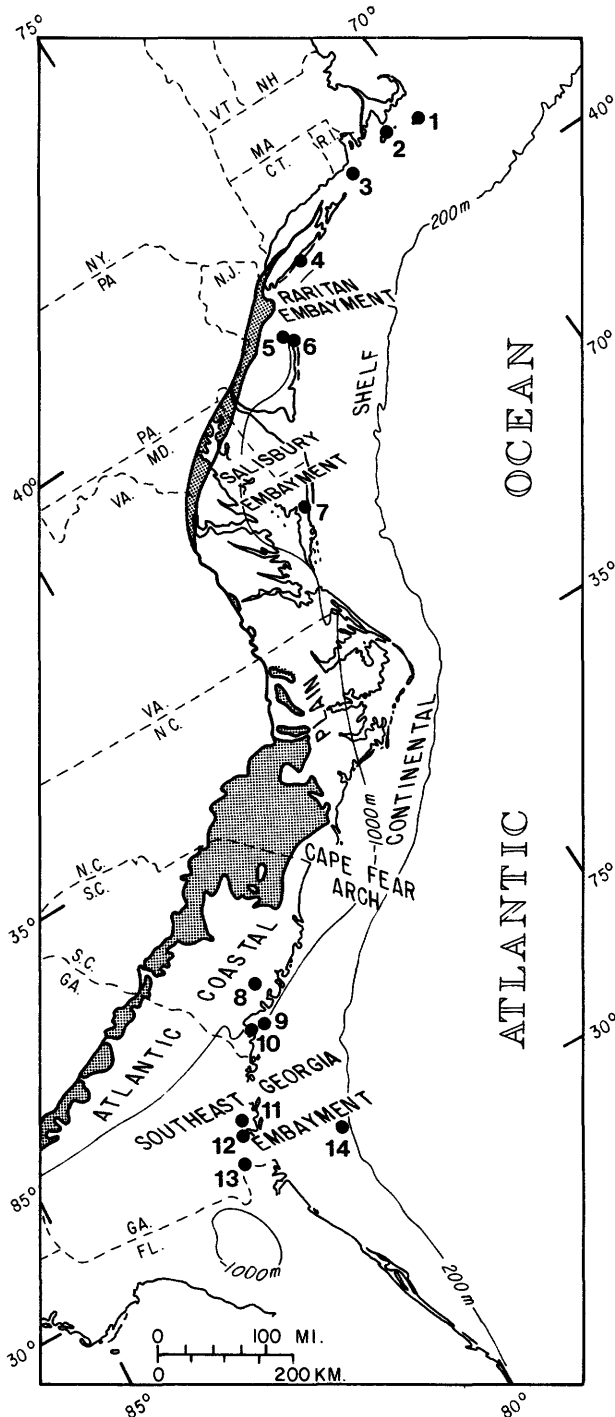 75°
70°
NH
VT
MA
CT.
R.I.
1
2
3
40°
200 m
N.Y.
PA
N.J.
4
RARITAN
EMBAYMENT
5
6
70°
SHELF
OCEAN
PA.
MD.
VA.
SALISBURY
EMBAYMENT
7
40°
35°
VA.
N.C.
PLAIN
CONTINENTAL
1000m
N.C.
S.C.
CAPE FEAR
ARCH
75°
35°
S.C.
GA.
COASTAL
8
9
10
ATLANTIC
ATLANTIC
30°
SOUTHEAST GEORGIA
EMBAYMENT
11
12
13
14
85°
GA.
FL.
1000m
200 m
30°
0 100 MI.
0 200 KM.
85°
80°